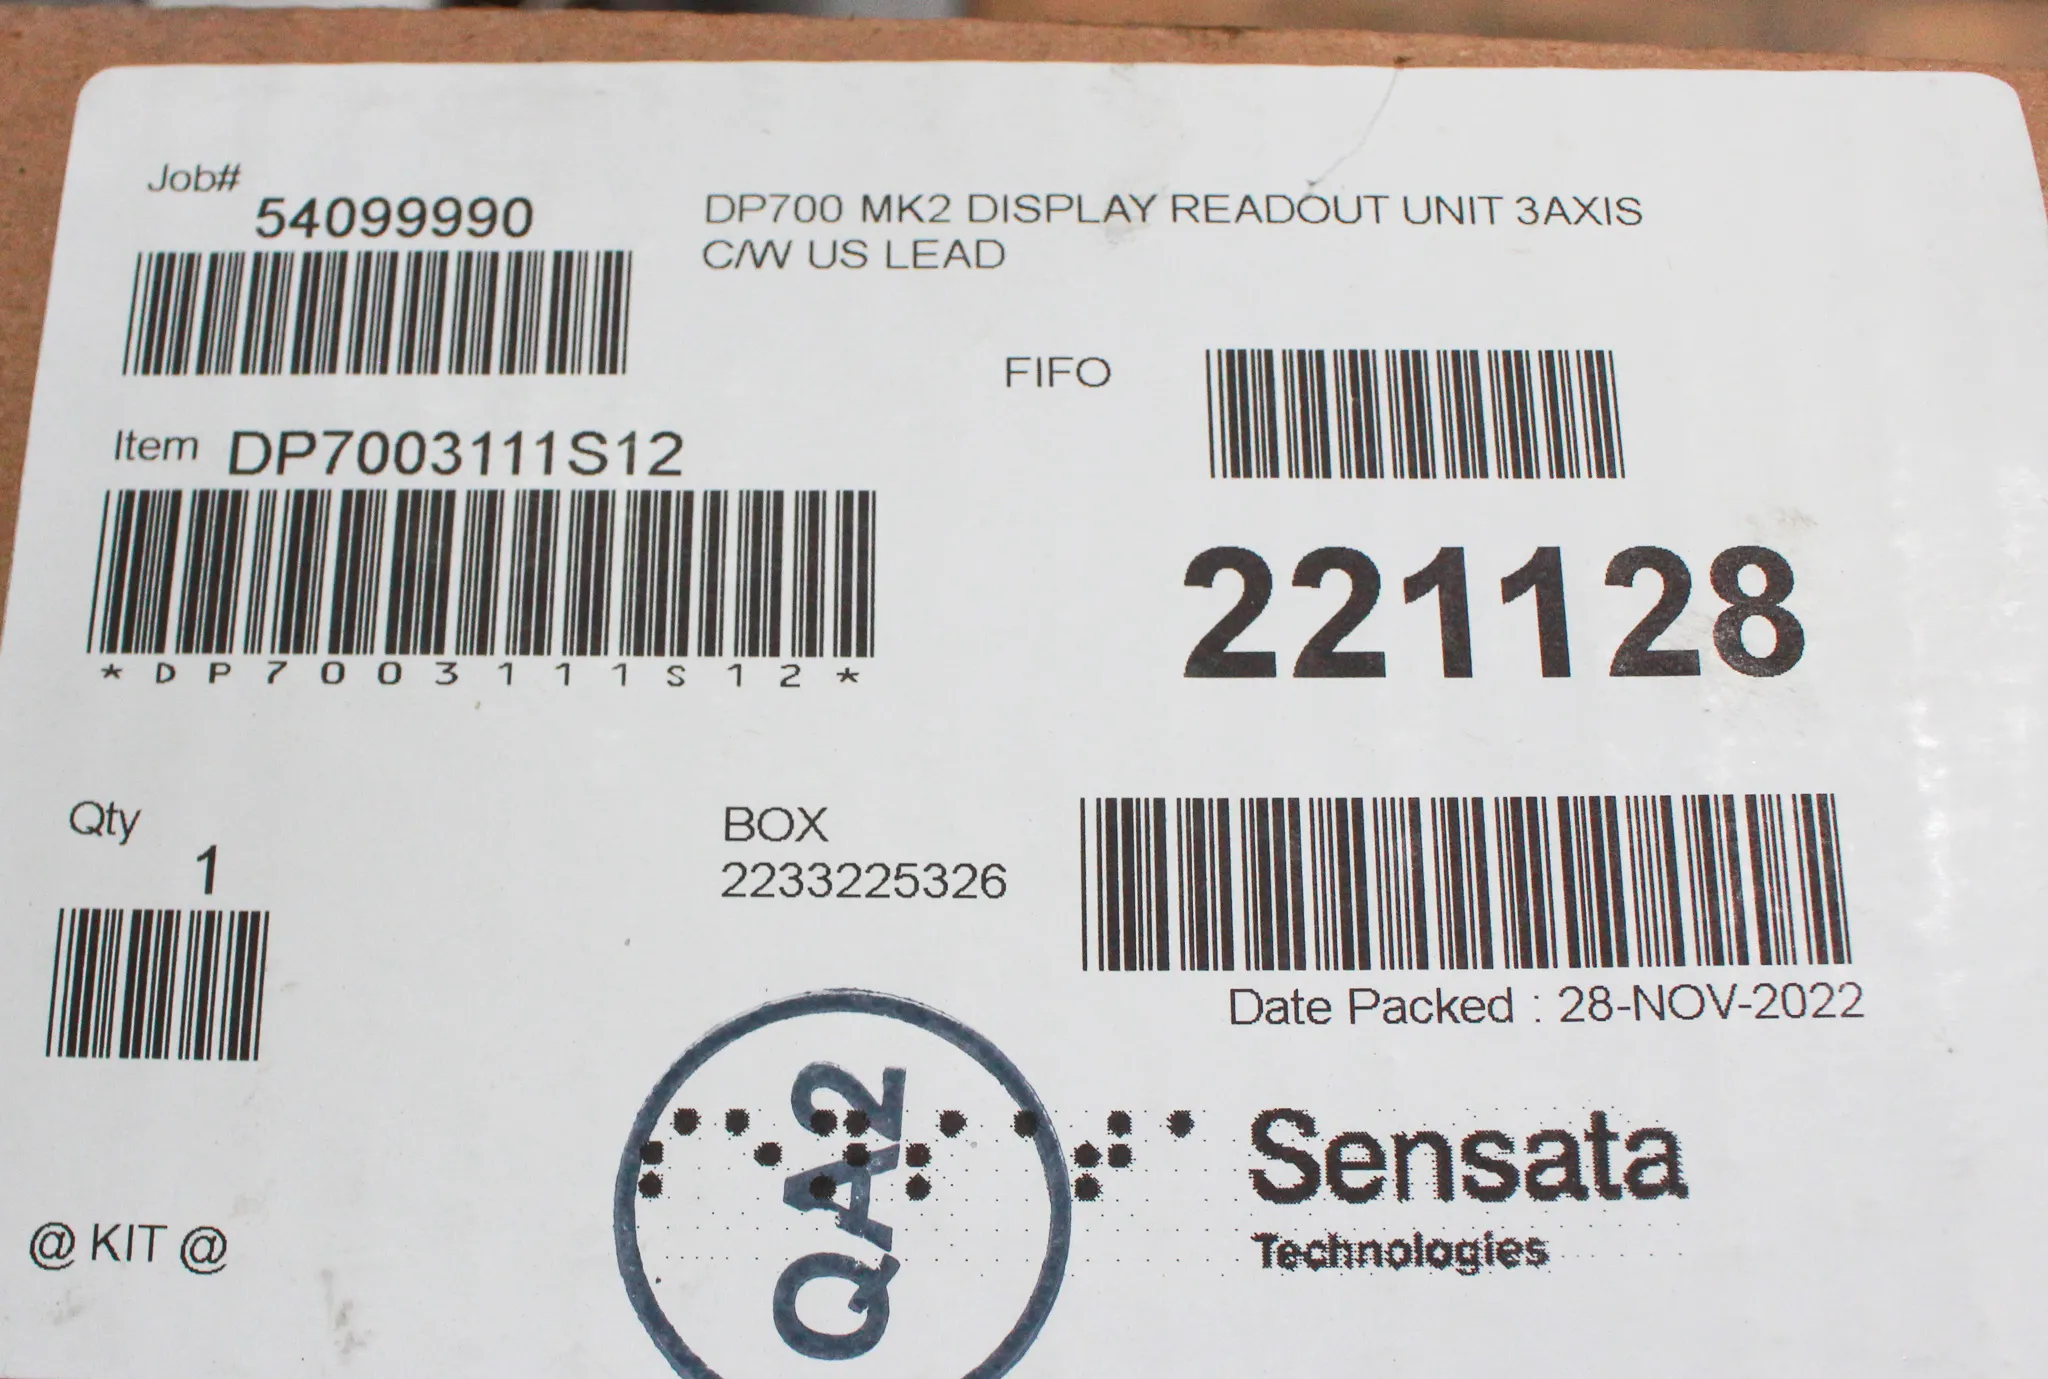 Job#
54099990
DP700 MK2 DISPLAY READOUT UNIT 3AXIS
C/W US LEAD
FIFO
Item DP7003111S12
*DP7003111S12*
221128
Qty
1
BOX
2233225326
Date Packed : 28-NOV-2022
QA2
Sensata
Technologies
@ KIT @